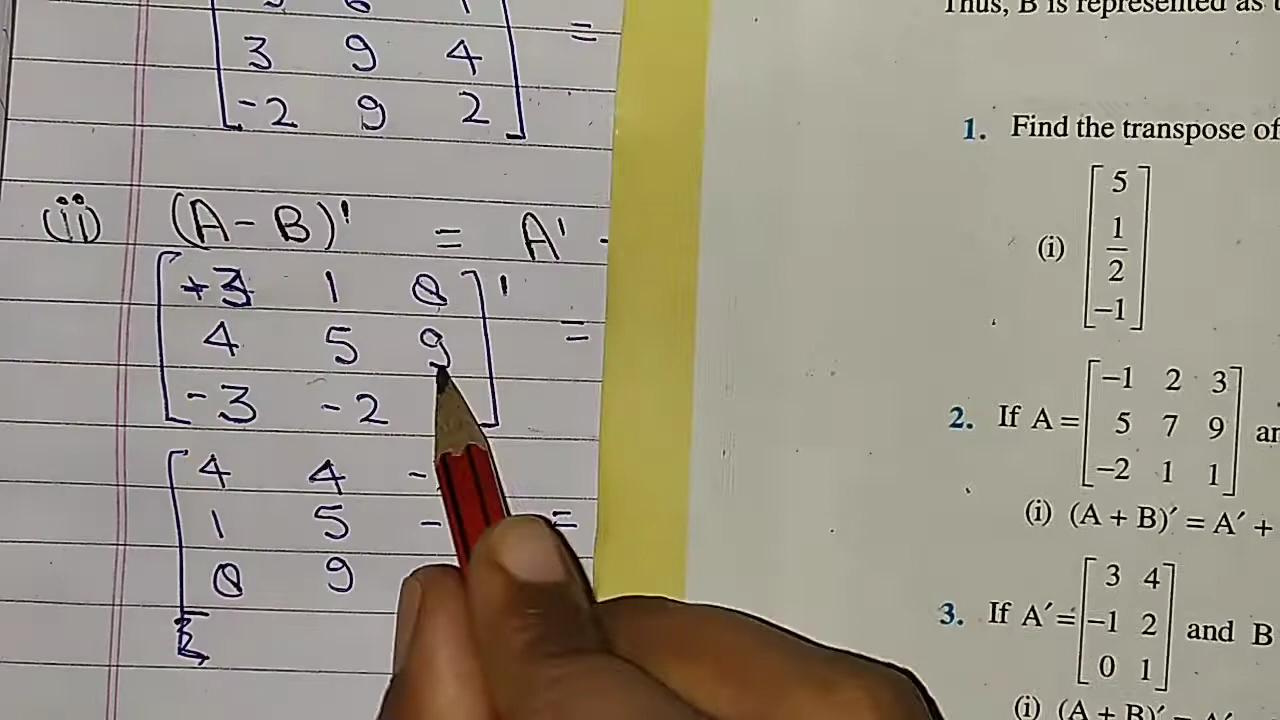 3 9 4 =
-2 9 2
(ii) (A - B)' = A' -
+3 1 8 '
4 5 9 =
-3 -2
4 4 -
1 5 - =
8 9
Thus, B is represented as
1. Find the transpose of
(i) 5
1/2
-1
2. If A = -1 2 3
5 7 9 an
-2 1 1
(i) (A + B)′ = A′ +
3. If A′ = 3 4
-1 2 and B
0 1
(i) (A + B)′ = A′